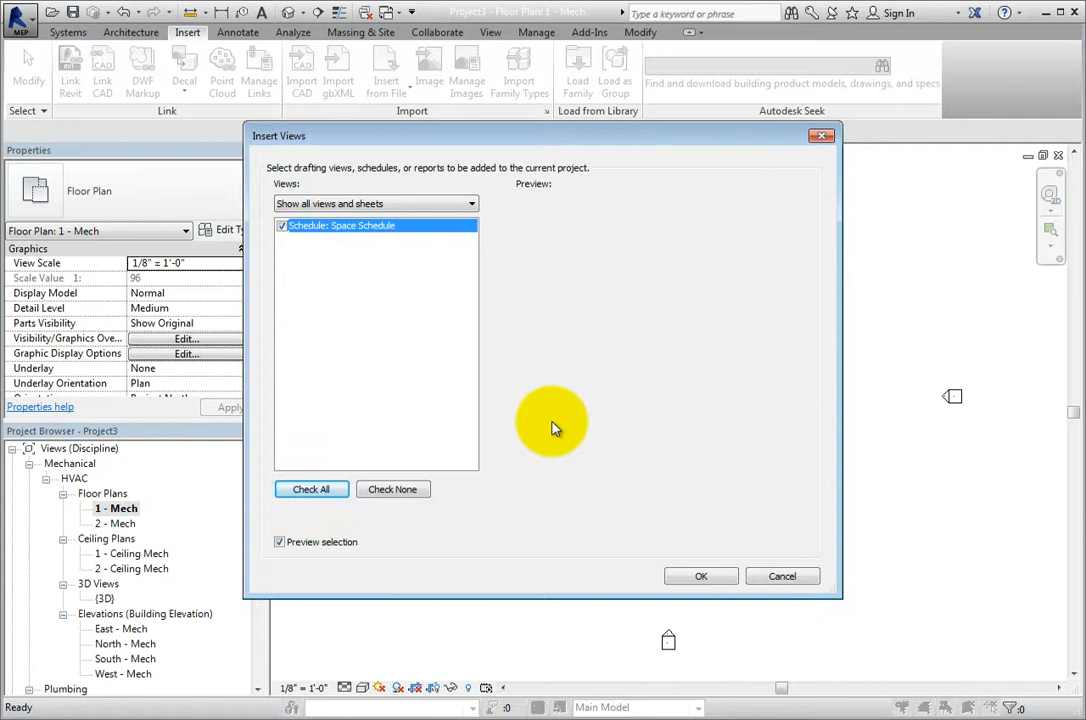 Project3 - Floor Plan: 1 - Mech
Type a keyword or phrase
Sign In
MEP
Systems Architecture Insert Annotate Analyze Massing & Site Collaborate View Manage Add-Ins Modify
Modify
Link Revit
Link CAD
DWF Markup
Decal
Point Cloud
Manage Links
Import CAD
Import gbXML
Insert from File
Image
Manage Images
Import Family Types
Load Family
Load as Group
Find and download building product models, drawings, and specs
Select Link Import Load from Library Autodesk Seek
Properties
Floor Plan
Floor Plan: 1 - Mech Edit Ty
Graphics
View Scale 1/8" = 1'-0"
Scale Value 1: 96
Display Model Normal
Detail Level Medium
Parts Visibility Show Original
Visibility/Graphics Ove... Edit...
Graphic Display Options Edit...
Underlay None
Underlay Orientation Plan
Properties help Apply
Project Browser - Project3
Views (Discipline)
Mechanical
HVAC
Floor Plans
1 - Mech
2 - Mech
Ceiling Plans
1 - Ceiling Mech
2 - Ceiling Mech
3D Views
{3D}
Elevations (Building Elevation)
East - Mech
North - Mech
South - Mech
West - Mech
Plumbing
Insert Views
Select drafting views, schedules, or reports to be added to the current project.
Views: Preview:
Show all views and sheets
Schedule: Space Schedule
Check All Check None
Preview selection
OK Cancel
1/8" = 1'-0"
Ready :0 Main Model :0